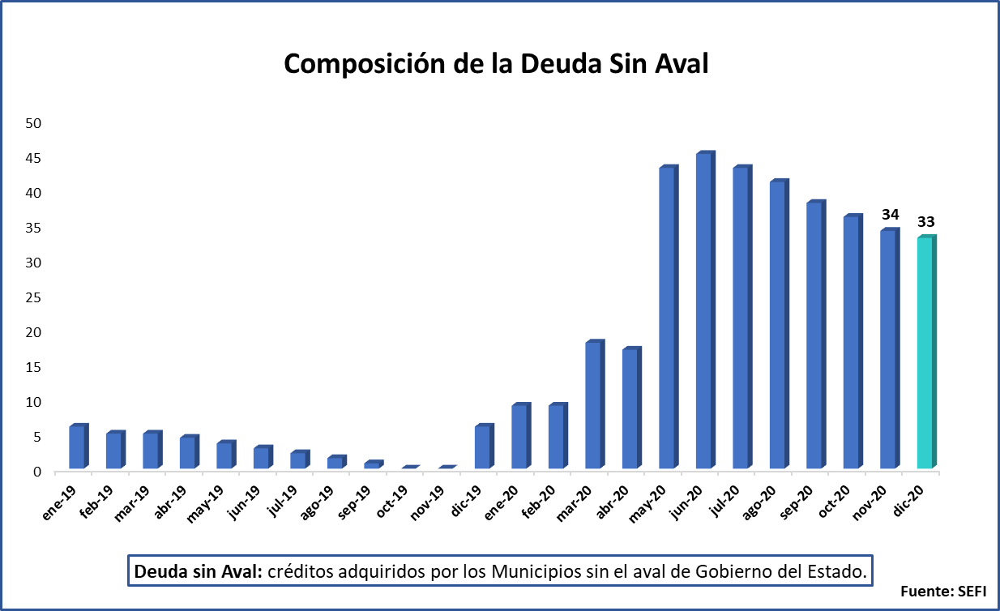 Composición de la Deuda Sin Aval
50
45
40
35
30
25
20
15
10
5
0
34
33
ene-19
feb-19
mar-19
abr-19
may-19
jun-19
jul-19
ago-19
sep-19
oct-19
nov-19
dic-19
ene-20
feb-20
mar-20
abr-20
may-20
jun-20
jul-20
ago-20
sep-20
oct-20
nov-20
dic-20
Deuda sin Aval: créditos adquiridos por los Municipios sin el aval de Gobierno del Estado.
Fuente: SEFI